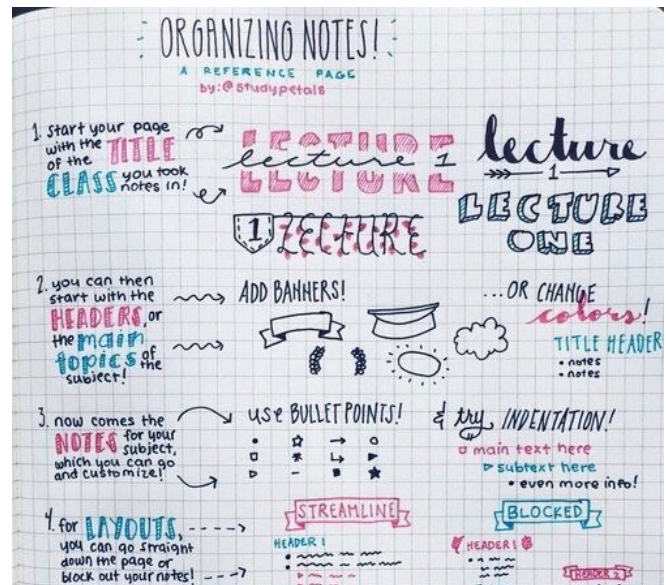 ORGANIZING NOTES!
A REFERENCE PAGE
by: @studypetals
1. start your page
with the TITLE
of the
CLASS you took
notes in!
LECTURE
lecture 1
LECTURE
lecture
1
1 LECTURE
LECTURE
ONE
2. you can then
start with the
HEADERS, or
the main
topics of the
subject!
ADD BANNERS!
...OR CHANGE
colors!
TITLE HEADER
• notes
• notes
3. now comes the
NOTES for your
subject,
which you can go
and customize!
use BULLET POINTS!
& try INDENTATION!
main text here
subtext here
• even more info!
4. for LAYOUTS,
you can go straight
down the page or
block out your notes!
STREAMLINE
HEADER 1
BLOCKED
HEADER 1
HEADER 2